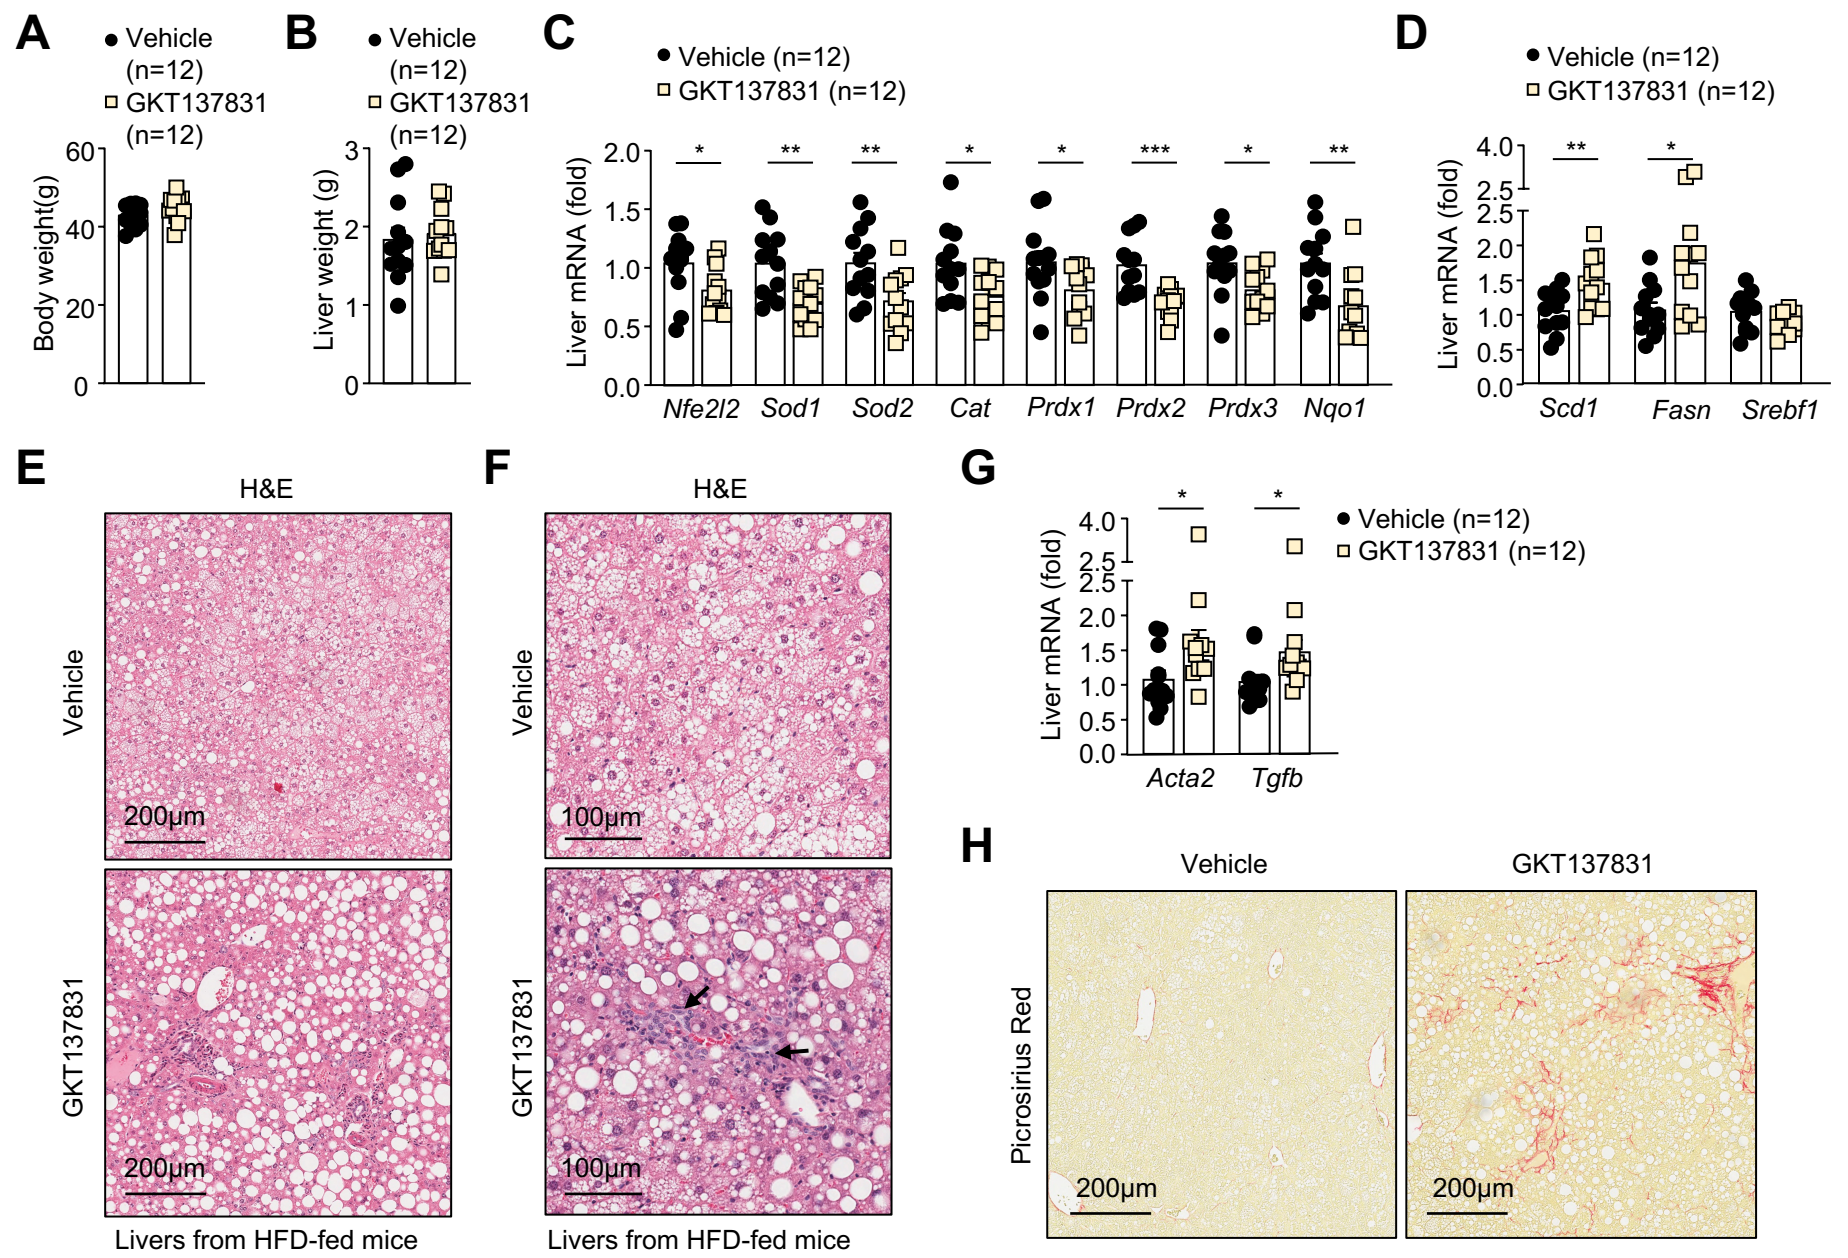 A
Vehicle
(n=12)
GKT137831
(n=12)
Body weight(g)
60
40
20
0
B
Vehicle
(n=12)
GKT137831
(n=12)
Liver weight (g)
3
2
1
0
C
Vehicle (n=12)
GKT137831 (n=12)
Liver mRNA (fold)
2.0
1.5
1.0
0.5
0.0
* ** ** * * *** * **
Nfe2l2 Sod1 Sod2 Cat Prdx1 Prdx2 Prdx3 Nqo1
D
Vehicle (n=12)
GKT137831 (n=12)
Liver mRNA (fold)
4.0
2.5
2.5
2.0
1.5
1.0
0.5
0.0
** *
Scd1 Fasn Srebf1
E
H&E
Vehicle
200µm
GKT137831
200µm
Livers from HFD-fed mice
F
H&E
Vehicle
100µm
GKT137831
100µm
Livers from HFD-fed mice
G
Vehicle (n=12)
GKT137831 (n=12)
Liver mRNA (fold)
4.0
2.5
2.5
2.0
1.5
1.0
0.5
0.0
* *
Acta2 Tgfb
H
Vehicle
GKT137831
Picrosirius Red
200µm
200µm